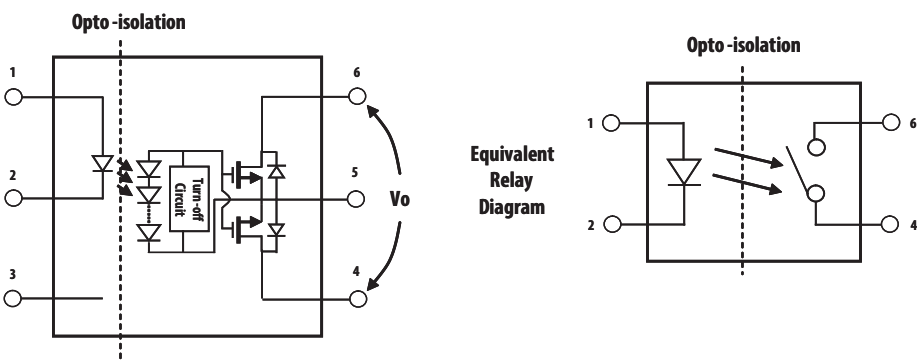 Opto -isolation
1
2
3
Turn-off
Circuit
6
5
4
Vo
Equivalent
Relay
Diagram
Opto -isolation
1
2
6
4